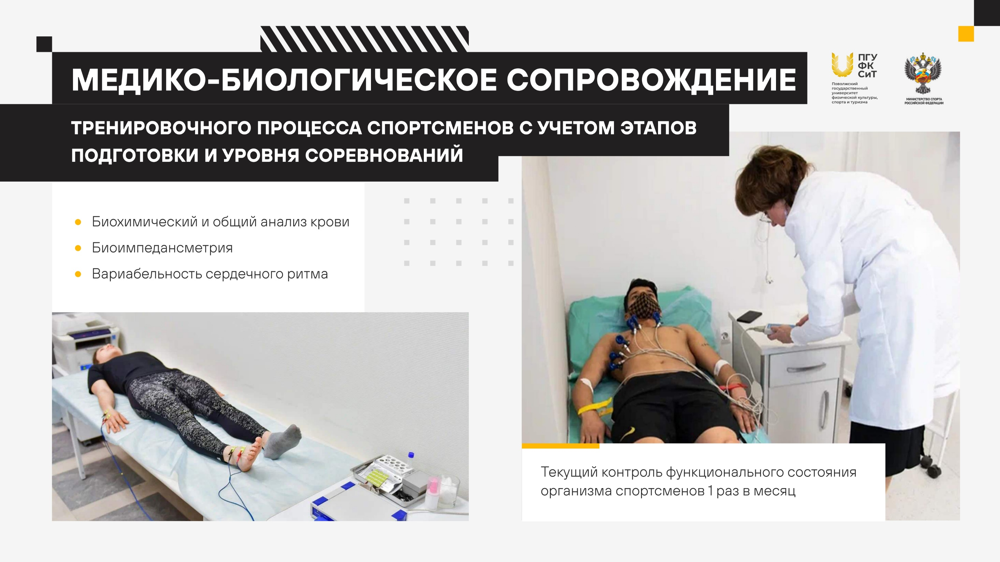 МЕДИКО-БИОЛОГИЧЕСКОЕ СОПРОВОЖДЕНИЕ
ТРЕНИРОВОЧНОГО ПРОЦЕССА СПОРТСМЕНОВ С УЧЕТОМ ЭТАПОВ
ПОДГОТОВКИ И УРОВНЯ СОРЕВНОВАНИЙ
ПГУ
ФК
СиТ
Поволжский
государственный
университет
физической культуры,
спорта и туризма
МИНИСТЕРСТВО СПОРТА
РОССИЙСКОЙ ФЕДЕРАЦИИ
Биохимический и общий анализ крови
Биоимпедансметрия
Вариабельность сердечного ритма
Текущий контроль функционального состояния
организма спортсменов 1 раз в месяц